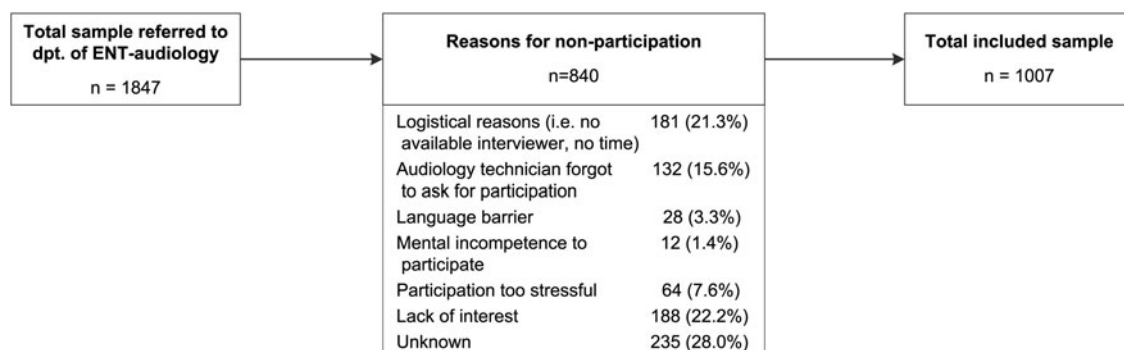 Total sample referred to
dpt. of ENT-audiology
n = 1847
Reasons for non-participation
n=840
Total included sample
n = 1007
Logistical reasons (i.e. no
available interviewer, no time) 181 (21.3%)
Audiology technician forgot 132 (15.6%)
to ask for participation
Language barrier 28 (3.3%)
Mental incompetence to 12 (1.4%)
participate
Participation too stressful 64 (7.6%)
Lack of interest 188 (22.2%)
Unknown 235 (28.0%)